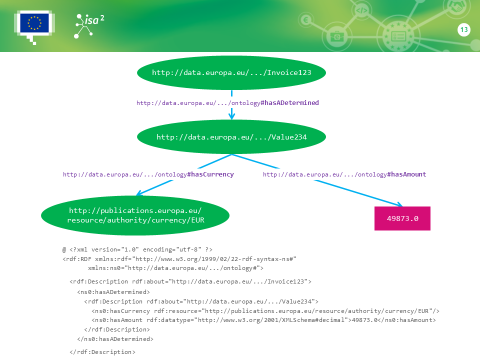 isa²
13
http://data.europa.eu/.../Invoice123
http://data.europa.eu/.../ontology#hasADetermined
http://data.europa.eu/.../Value234
http://data.europa.eu/.../ontology#hasCurrency
http://data.europa.eu/.../ontology#hasAmount
http://publications.europa.eu/
resource/authority/currency/EUR
49873.0
@ <?xml version="1.0" encoding="utf-8" ?>
<rdf:RDF xmlns:rdf="http://www.w3.org/1999/02/22-rdf-syntax-ns#"
xmlns:ns0="http://data.europa.eu/.../ontology#">
<rdf:Description rdf:about="http://data.europa.eu/.../Invoice123">
<ns0:hasADetermined>
<rdf:Description rdf:about="http://data.europa.eu/.../Value234">
<ns0:hasCurrency rdf:resource="http://publications.europa.eu/resource/authority/currency/EUR"/>
<ns0:hasAmount rdf:datatype="http://www.w3.org/2001/XMLSchema#decimal">49873.0</ns0:hasAmount>
</rdf:Description>
</ns0:hasADetermined>
</rdf:Description>